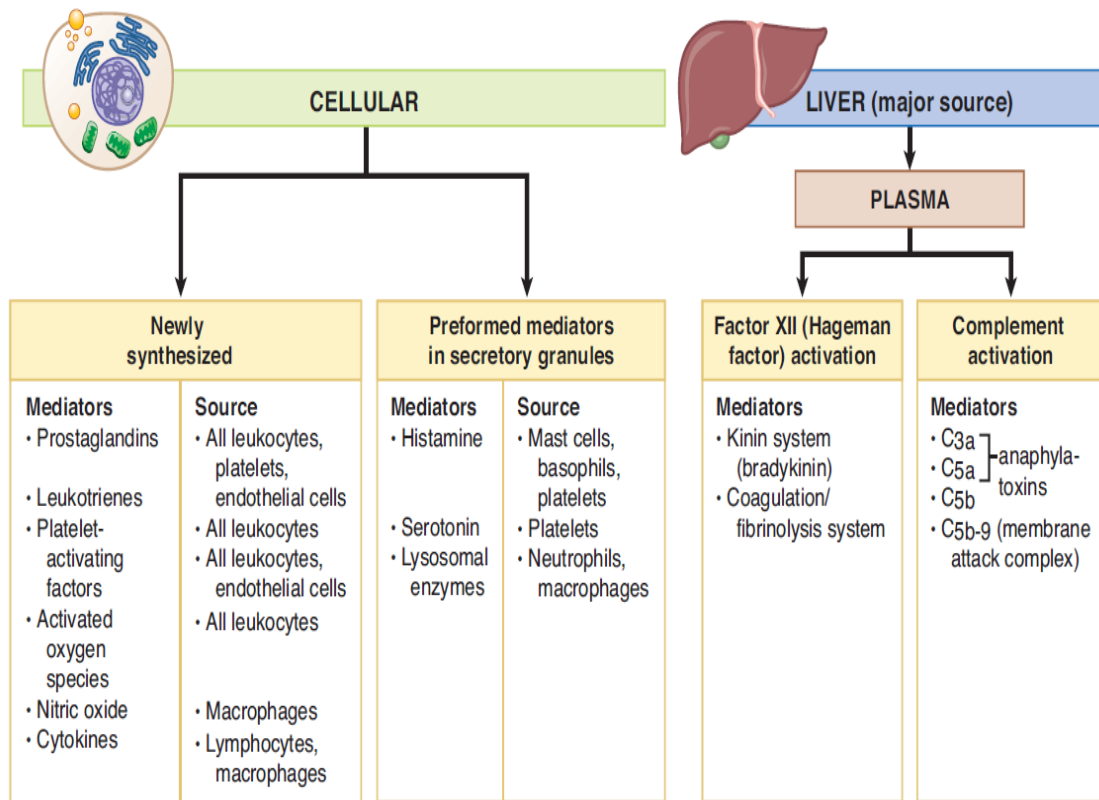 CELLULAR
LIVER (major source)
PLASMA
Newly
synthesized
Mediators
• Prostaglandins
• Leukotrienes
• Platelet-
activating
factors
• Activated
oxygen
species
• Nitric oxide
• Cytokines
Source
• All leukocytes,
platelets,
endothelial cells
• All leukocytes
• All leukocytes,
endothelial cells
• All leukocytes
• Macrophages
• Lymphocytes,
macrophages
Preformed mediators
in secretory granules
Mediators
• Histamine
• Serotonin
• Lysosomal
enzymes
Source
• Mast cells,
basophils,
platelets
• Platelets
• Neutrophils,
macrophages
Factor XII (Hageman
factor) activation
Mediators
• Kinin system
(bradykinin)
• Coagulation/
fibrinolysis system
Complement
activation
Mediators
• C3a
• C5a
anaphyla-
toxins
• C5b
• C5b-9 (membrane
attack complex)